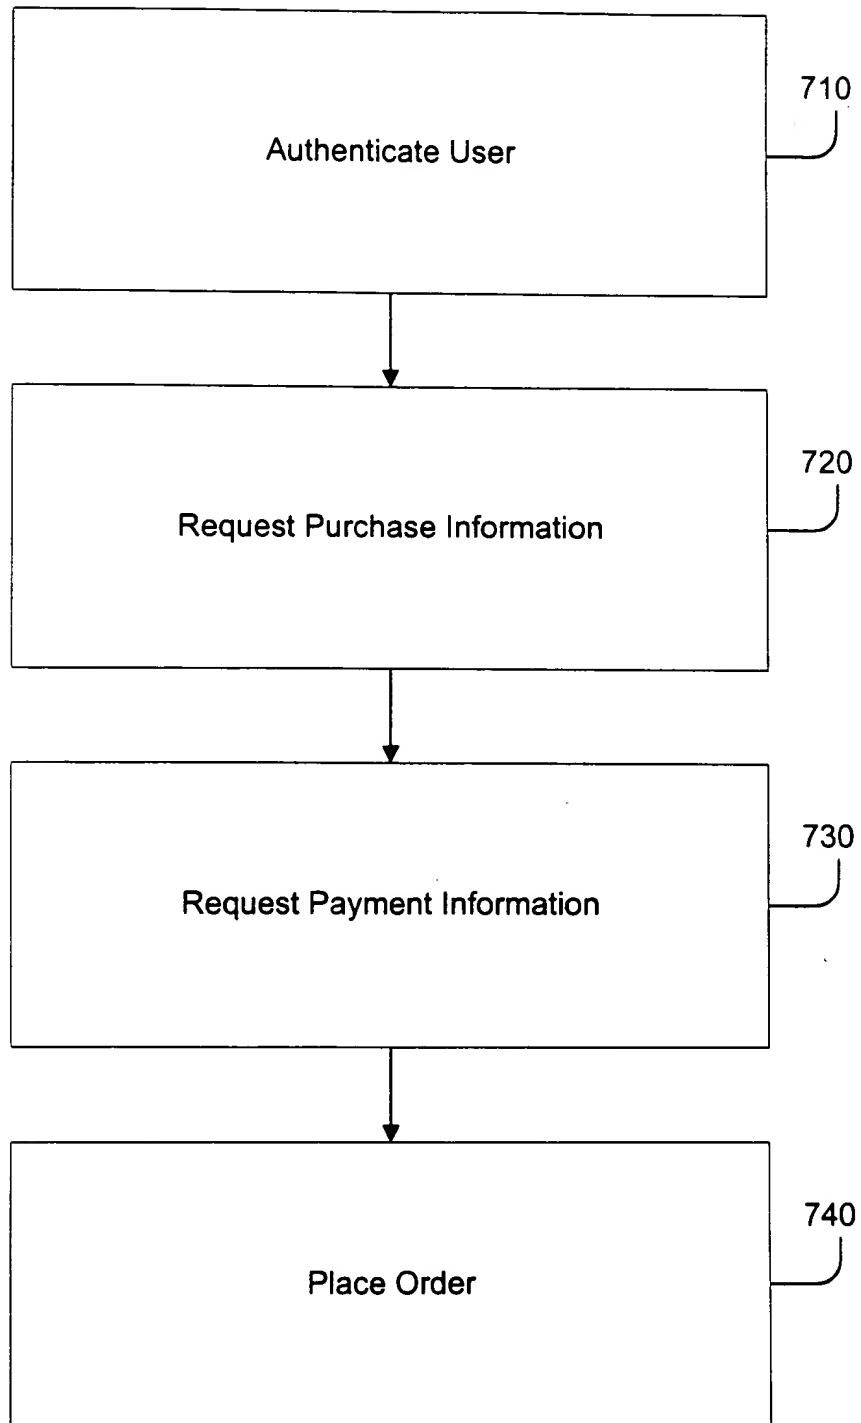 710
Authenticate User
720
Request Purchase Information
730
Request Payment Information
740
Place Order